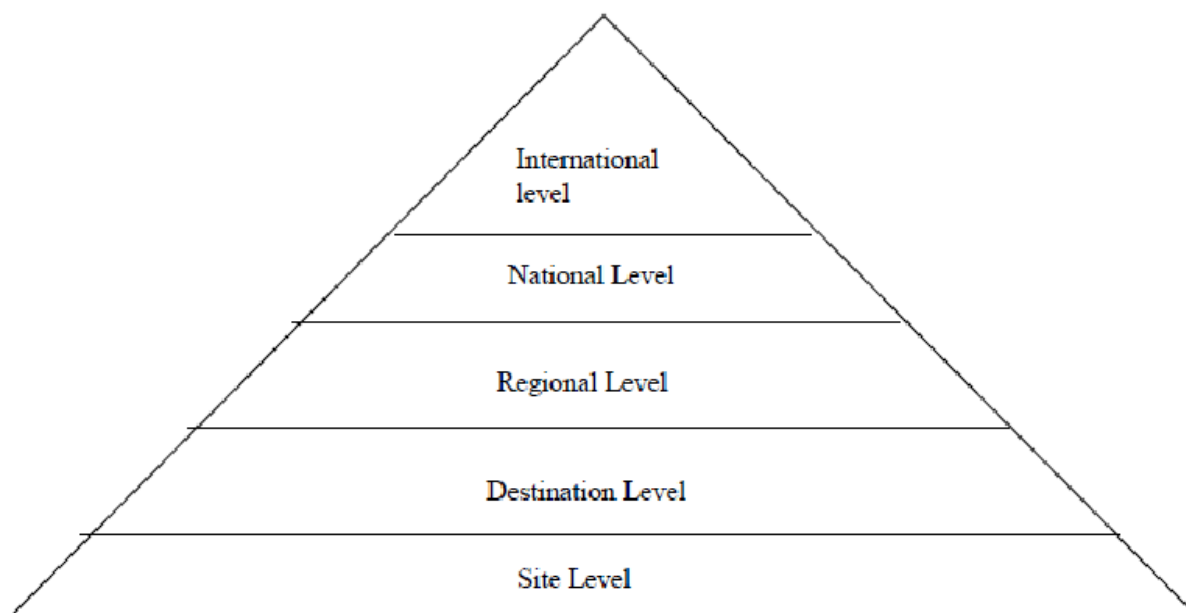 International
level
National Level
Regional Level
Destination Level
Site Level